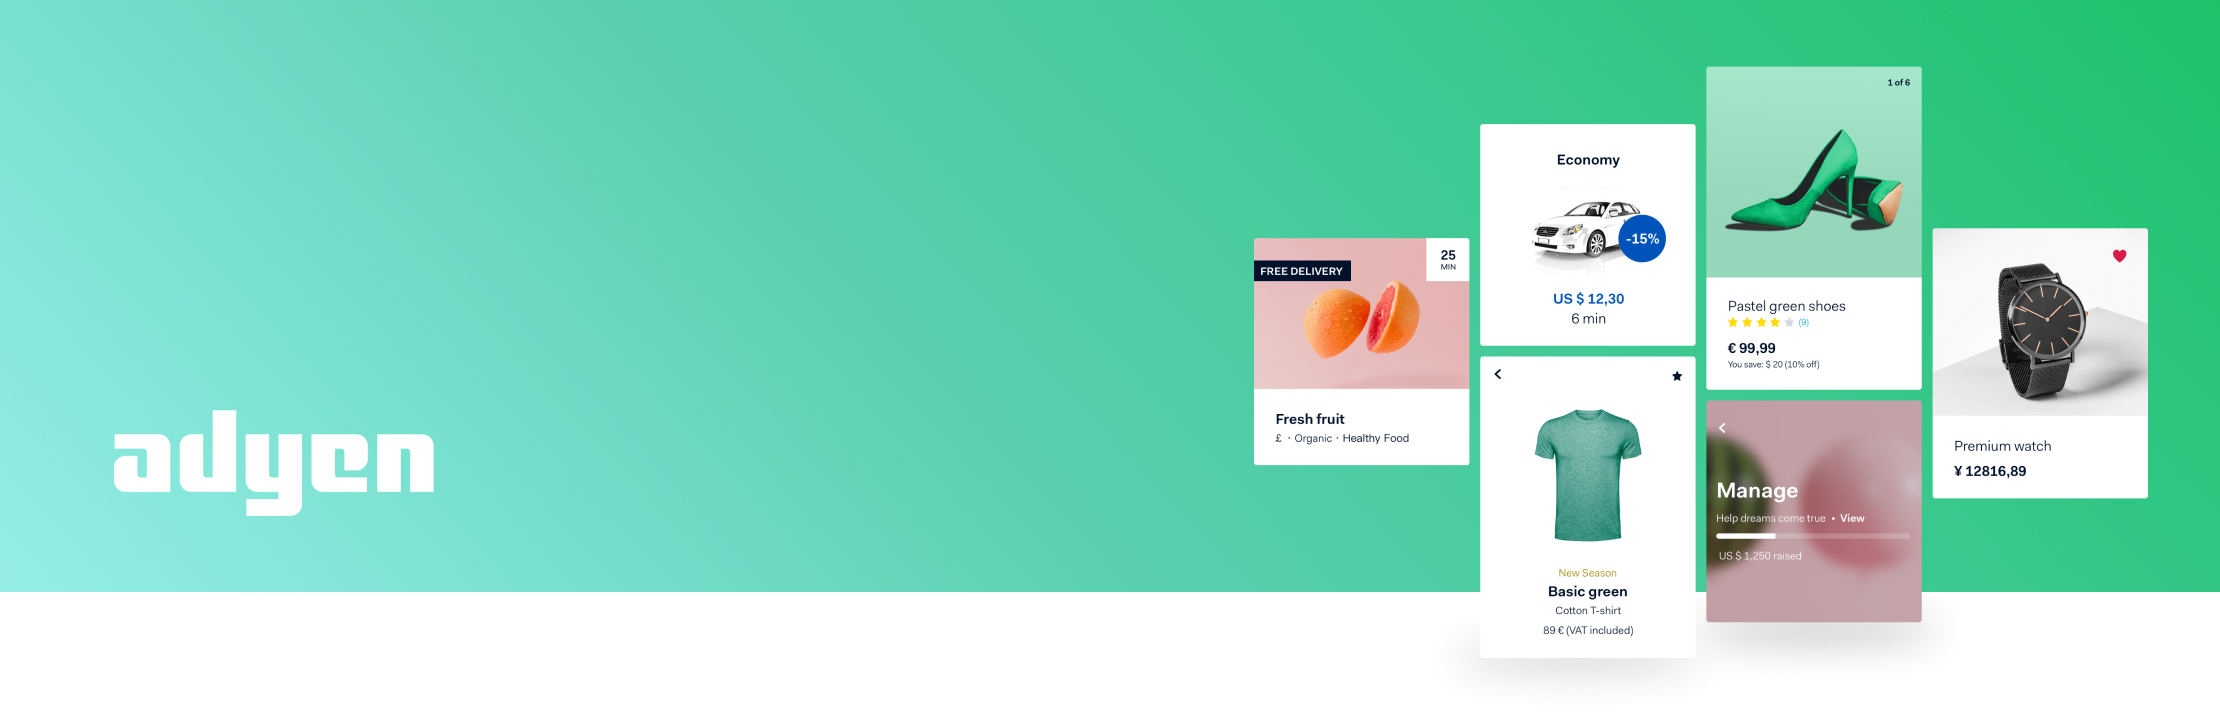 adyen
FREE DELIVERY
25
MIN
Fresh fruit
£ · Organic · Healthy Food
Economy
-15%
US $ 12,30
6 min
New Season
Basic green
Cotton T-shirt
89 € (VAT included)
1 of 6
Pastel green shoes
(9)
€ 99,99
You save: $ 20 (10% off)
Manage
Help dreams come true • View
US $ 1,250 raised
Premium watch
¥ 12816,89